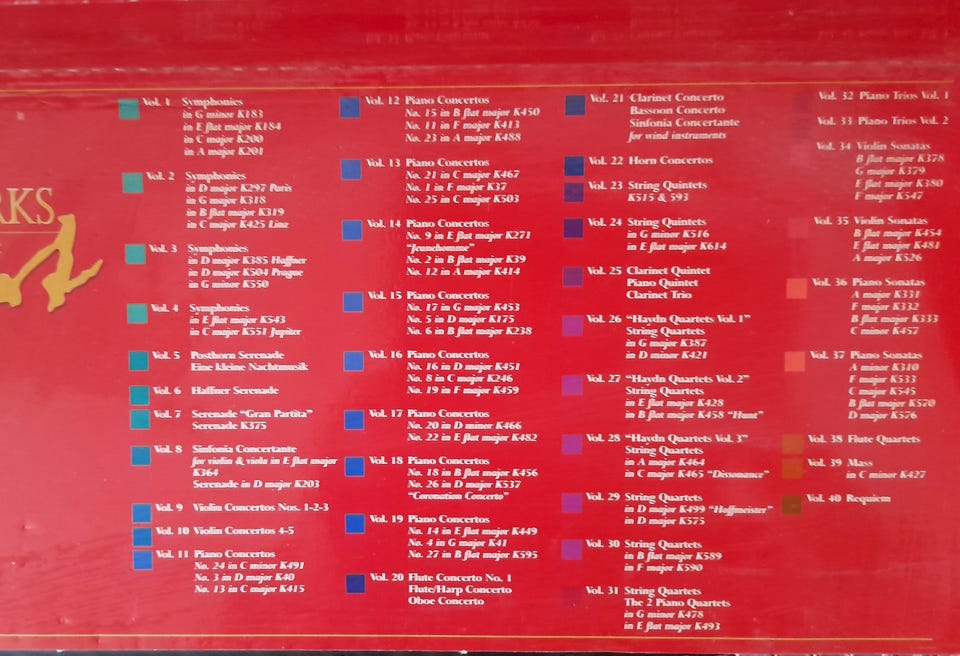 RKS
Vol. 1 Symphonies
in G minor K183
in E flat major K184
in C major K200
in A major K201
Vol. 2 Symphonies
in D major K297 Paris
in G major K318
in B flat major K319
in C major K425 Linz
Vol. 3 Symphonies
in D major K385 Haffner
in D major K504 Prague
in G minor K550
Vol. 4 Symphonies
in E flat major K543
in C major K551 Jupiter
Vol. 5 Posthorn Serenade
Eine kleine Nachtmusik
Vol. 6 Haffner Serenade
Vol. 7 Serenade "Gran Partita"
Serenade K375
Vol. 8 Sinfonia Concertante
for violin & viola in E flat major
K364
Serenade in D major K203
Vol. 9 Violin Concertos Nos. 1-2-3
Vol. 10 Violin Concertos 4-5
Vol. 11 Piano Concertos
No. 24 in C minor K491
No. 3 in D major K40
No. 13 in C major K415
Vol. 12 Piano Concertos
No. 15 in B flat major K450
No. 11 in F major K413
No. 23 in A major K488
Vol. 13 Piano Concertos
No. 21 in C major K467
No. 1 in F major K37
No. 25 in C major K503
Vol. 14 Piano Concertos
No. 9 in E flat major K271
"Jeunehomme"
No. 2 in B flat major K39
No. 12 in A major K414
Vol. 15 Piano Concertos
No. 17 in G major K453
No. 5 in D major K175
No. 6 in B flat major K238
Vol. 16 Piano Concertos
No. 16 in D major K451
No. 8 in C major K246
No. 19 in F major K459
Vol. 17 Piano Concertos
No. 20 in D minor K466
No. 22 in E flat major K482
Vol. 18 Piano Concertos
No. 18 in B flat major K456
No. 26 in D major K537
"Coronation Concerto"
Vol. 19 Piano Concertos
No. 14 in E flat major K449
No. 4 in G major K41
No. 27 in B flat major K595
Vol. 20 Flute Concerto No. 1
Flute/Harp Concerto
Oboe Concerto
Vol. 21 Clarinet Concerto
Bassoon Concerto
Sinfonia Concertante
for wind instruments
Vol. 22 Horn Concertos
Vol. 23 String Quintets
K515 & 593
Vol. 24 String Quintets
in G minor K516
in E flat major K614
Vol. 25 Clarinet Quintet
Piano Quintet
Clarinet Trio
Vol. 26 "Haydn Quartets Vol. 1"
String Quartets
in G major K387
in D minor K421
Vol. 27 "Haydn Quartets Vol. 2"
String Quartets
in E flat major K428
in B flat major K458 "Hunt"
Vol. 28 "Haydn Quartets Vol. 3"
String Quartets
in A major K464
in C major K465 "Dissonance"
Vol. 29 String Quartets
in D major K499 "Hoffmeister"
in D major K575
Vol. 30 String Quartets
in B flat major K589
in F major K590
Vol. 31 String Quartets
The 2 Piano Quartets
in G minor K478
in E flat major K493
Vol. 32 Piano Trios Vol. 1
Vol. 33 Piano Trios Vol. 2
Vol. 34 Violin Sonatas
B flat major K378
G major K379
E flat major K380
F major K547
Vol. 35 Violin Sonatas
B flat major K454
E flat major K481
A major K526
Vol. 36 Piano Sonatas
A major K331
F major K332
B flat major K333
C minor K457
Vol. 37 Piano Sonatas
A minor K310
F major K533
C major K545
B flat major K570
D major K576
Vol. 38 Flute Quartets
Vol. 39 Mass
in C minor K427
Vol. 40 Requiem